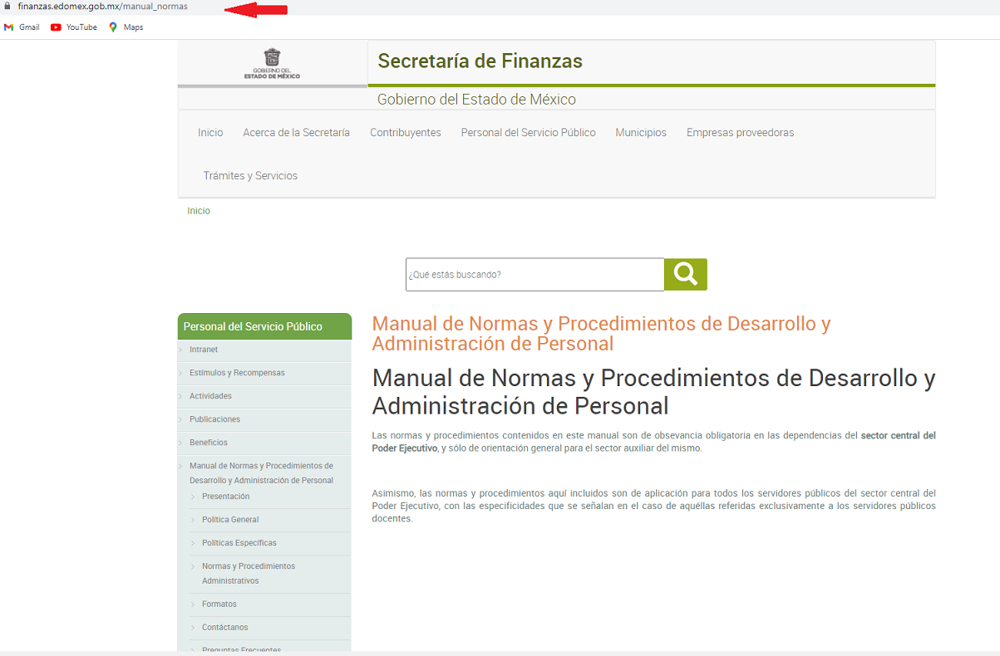 finanzas.edomex.gob.mx/manual_normas
Gmail
YouTube
Maps
GOBIERNO DEL
ESTADO DE MÉXICO
Secretaría de Finanzas
Gobierno del Estado de México
Inicio
Acerca de la Secretaría
Contribuyentes
Personal del Servicio Público
Municipios
Empresas proveedoras
Trámites y Servicios
Inicio
¿Qué estás buscando?
Personal del Servicio Público
Intranet
Estímulos y Recompensas
Actividades
Publicaciones
Beneficios
Manual de Normas y Procedimientos de
Desarrollo y Administración de Personal
Presentación
Política General
Políticas Específicas
Normas y Procedimientos
Administrativos
Formatos
Contáctanos
Preguntas Frecuentes
Manual de Normas y Procedimientos de Desarrollo y
Administración de Personal
Manual de Normas y Procedimientos de Desarrollo y
Administración de Personal
Las normas y procedimientos contenidos en este manual son de obsevancia obligatoria en las dependencias del sector central del
Poder Ejecutivo, y sólo de orientación general para el sector auxiliar del mismo.
Asimismo, las normas y procedimientos aquí incluidos son de aplicación para todos los servidores públicos del sector central del
Poder Ejecutivo, con las especificidades que se señalan en el caso de aquéllas referidas exclusivamente a los servidores públicos
docentes.